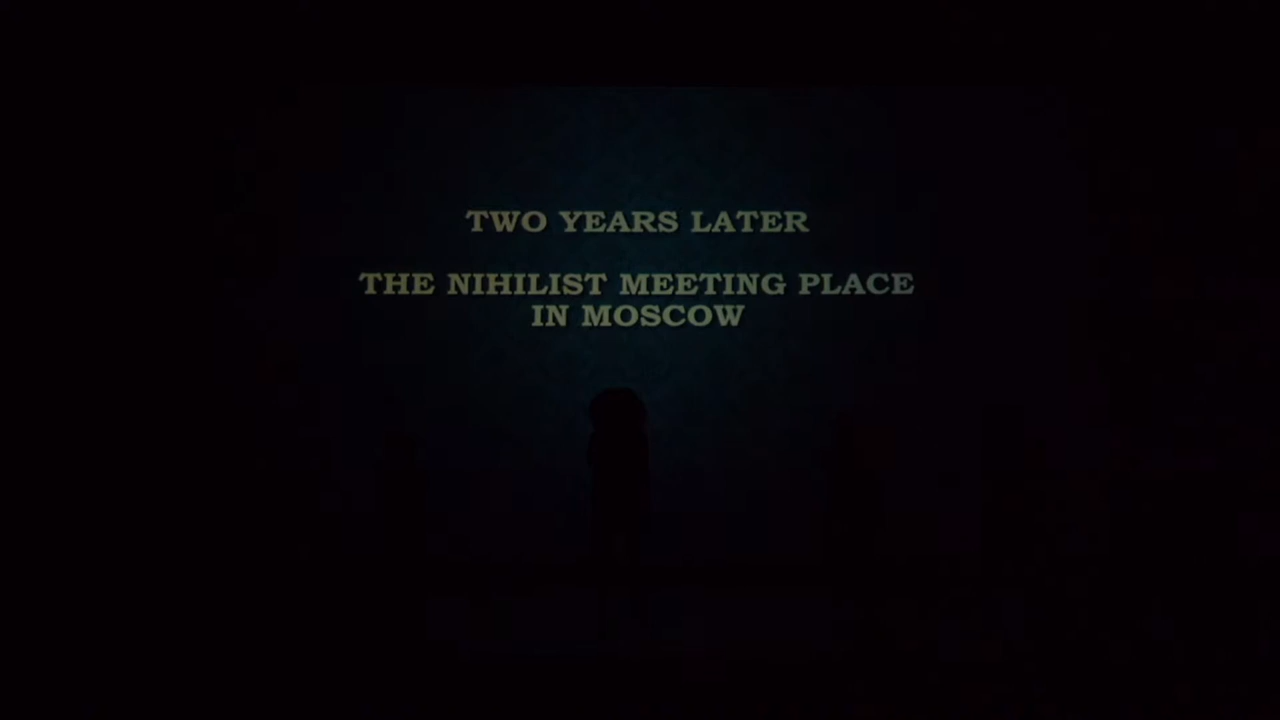 TWO YEARS LATER
THE NIHILIST MEETING PLACE
IN MOSCOW